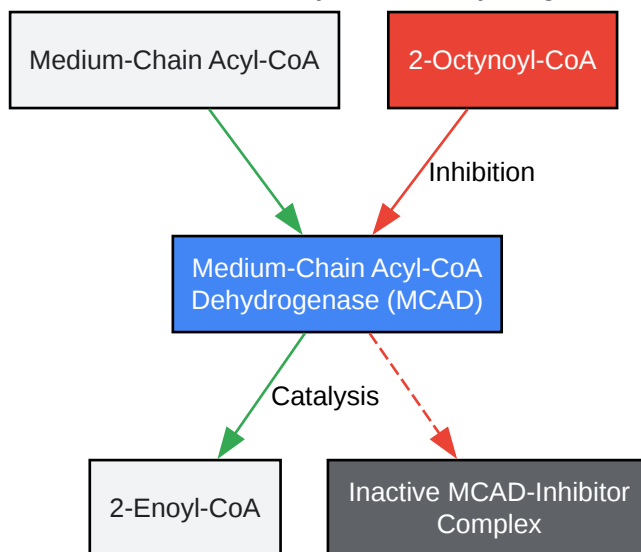 Medium-Chain Acyl-CoA
2-Octynoyl-CoA
Inhibition
Medium-Chain Acyl-CoA
Dehydrogenase (MCAD)
Catalysis
2-Enoyl-CoA
Inactive MCAD-Inhibitor
Complex